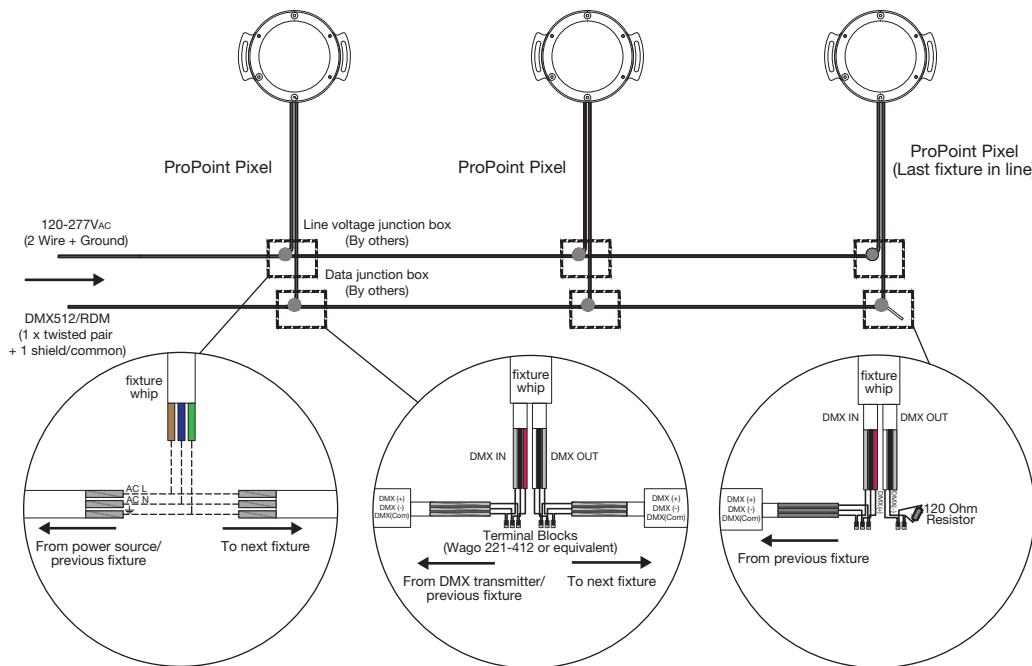 ProPoint Pixel
ProPoint Pixel
ProPoint Pixel
(Last fixture in line)
120-277VAC
(2 Wire + Ground)
Line voltage junction box
(By others)
Data junction box
(By others)
DMX512/RDM
(1 x twisted pair
+ 1 shield/common)
fixture
whip
AC L
AC N
From power source/
previous fixture
To next fixture
fixture
whip
DMX IN
DMX OUT
DMX (+)
DMX (-)
DMX(Com)
DMX (+)
DMX (-)
DMX(Com)
Terminal Blocks
(Wago 221-412 or equivalent)
From DMX transmitter/
previous fixture
To next fixture
fixture
whip
DMX IN
DMX OUT
DMX (+)
DMX (-)
DMX(Com)
120 Ohm
Resistor
From previous fixture